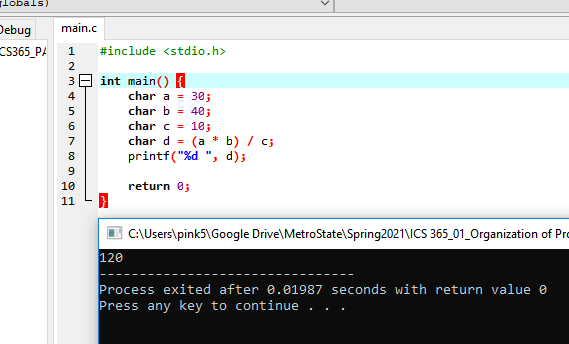 globals)
Debug
main.c
CS365_PA
1 #include <stdio.h>
2
3 int main() {
4 char a = 30;
5 char b = 40;
6 char c = 10;
7 char d = (a * b) / c;
8 printf("%d ", d);
9
10 return 0;
11 }
C:\Users\pink5\Google Drive\MetroState\Spring2021\ICS 365_01_Organization of Pro
120
--------------------------------
Process exited after 0.01987 seconds with return value 0
Press any key to continue . . .